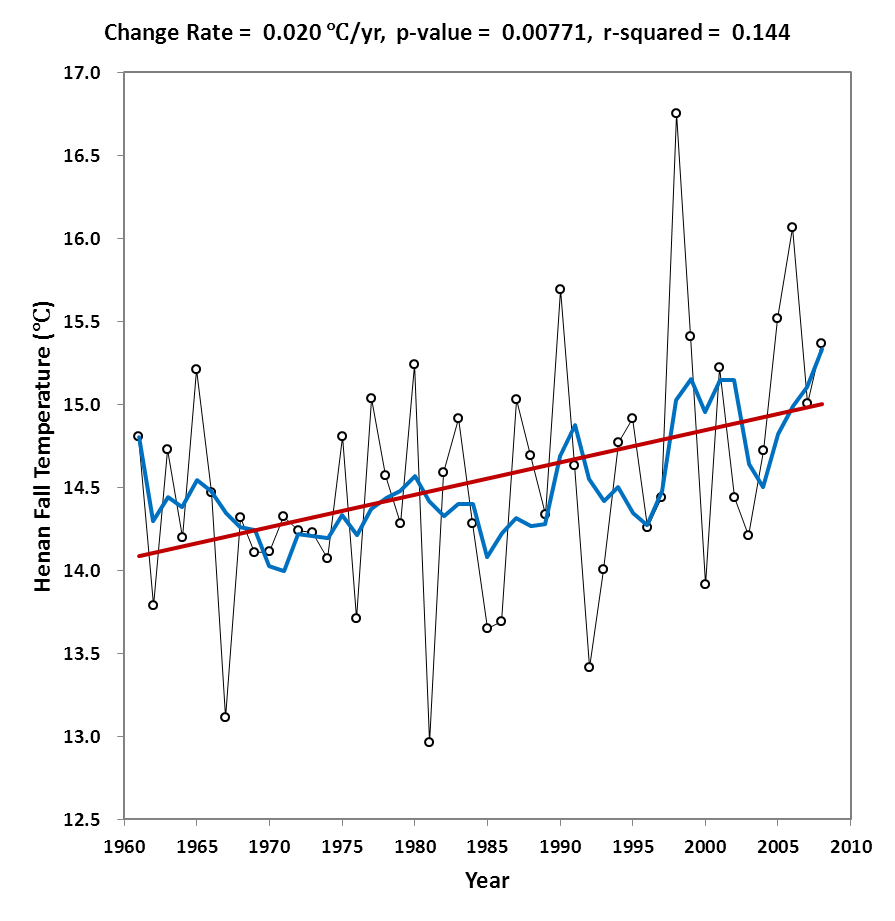 Change Rate = 0.020 ℃/yr, p-value = 0.00771, r-squared = 0.144
17.0
16.5
16.0
15.5
15.0
14.5
14.0
13.5
13.0
12.5
Henan Fall Temperature (℃)
1960 1965 1970 1975 1980 1985 1990 1995 2000 2005 2010
Year